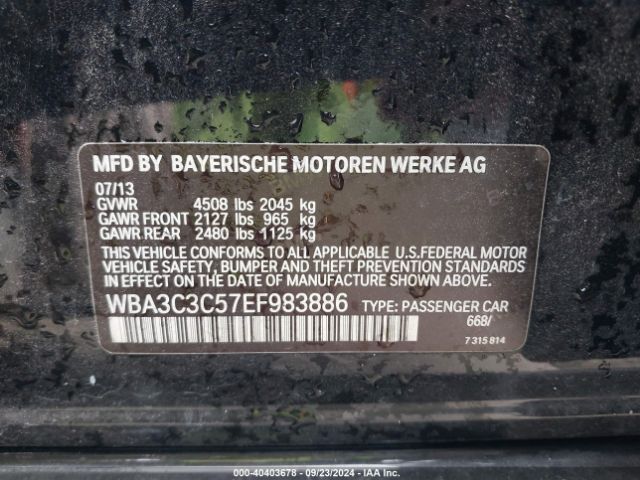 MFD BY BAYERISCHE MOTOREN WERKE AG
07/13
GVWR 4508 lbs 2045 kg
GAWR FRONT 2127 lbs 965 kg
GAWR REAR 2480 lbs 1125 kg
THIS VEHICLE CONFORMS TO ALL APPLICABLE U.S.FEDERAL MOTOR
VEHICLE SAFETY, BUMPER AND THEFT PREVENTION STANDARDS
IN EFFECT ON THE DATE OF MANUFACTURE SHOWN ABOVE.
WBA3C3C57EF983886 TYPE: PASSENGER CAR
668/
7 315 814
000-40403678 - 09/23/2024 - IAA Inc.